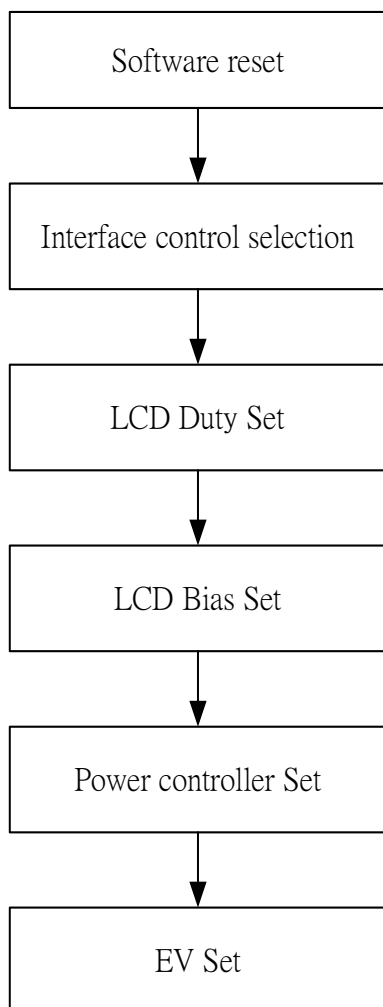 Software reset
Interface control selection
LCD Duty Set
LCD Bias Set
Power controller Set
EV Set